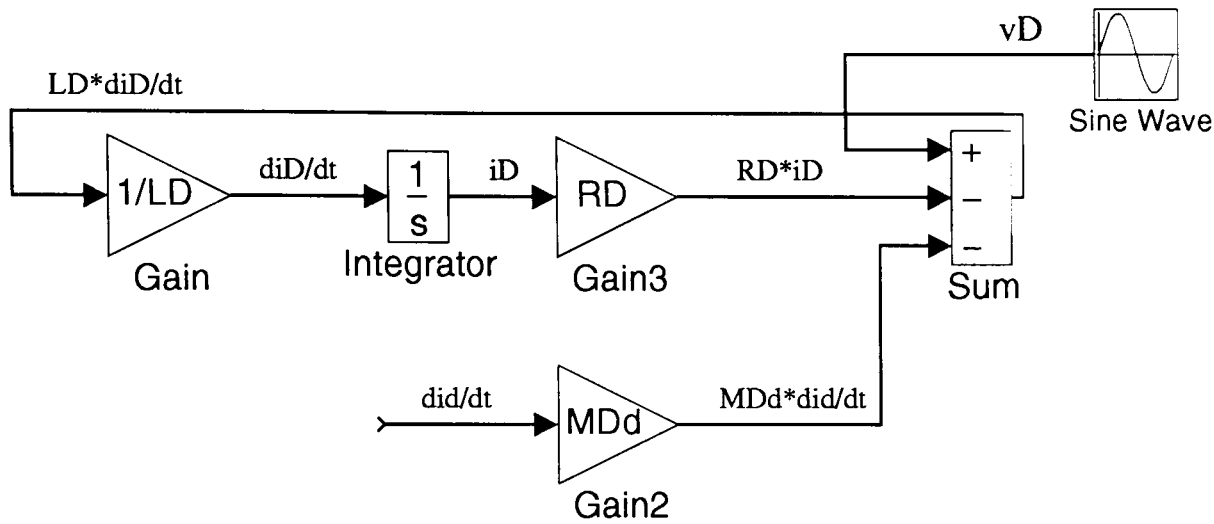 vD
Sine Wave
LD*diD/dt
1/LD
Gain
diD/dt
1
s
Integrator
iD
RD
Gain3
RD*iD
+
−
−
Sum
did/dt
MDd
Gain2
MDd*did/dt